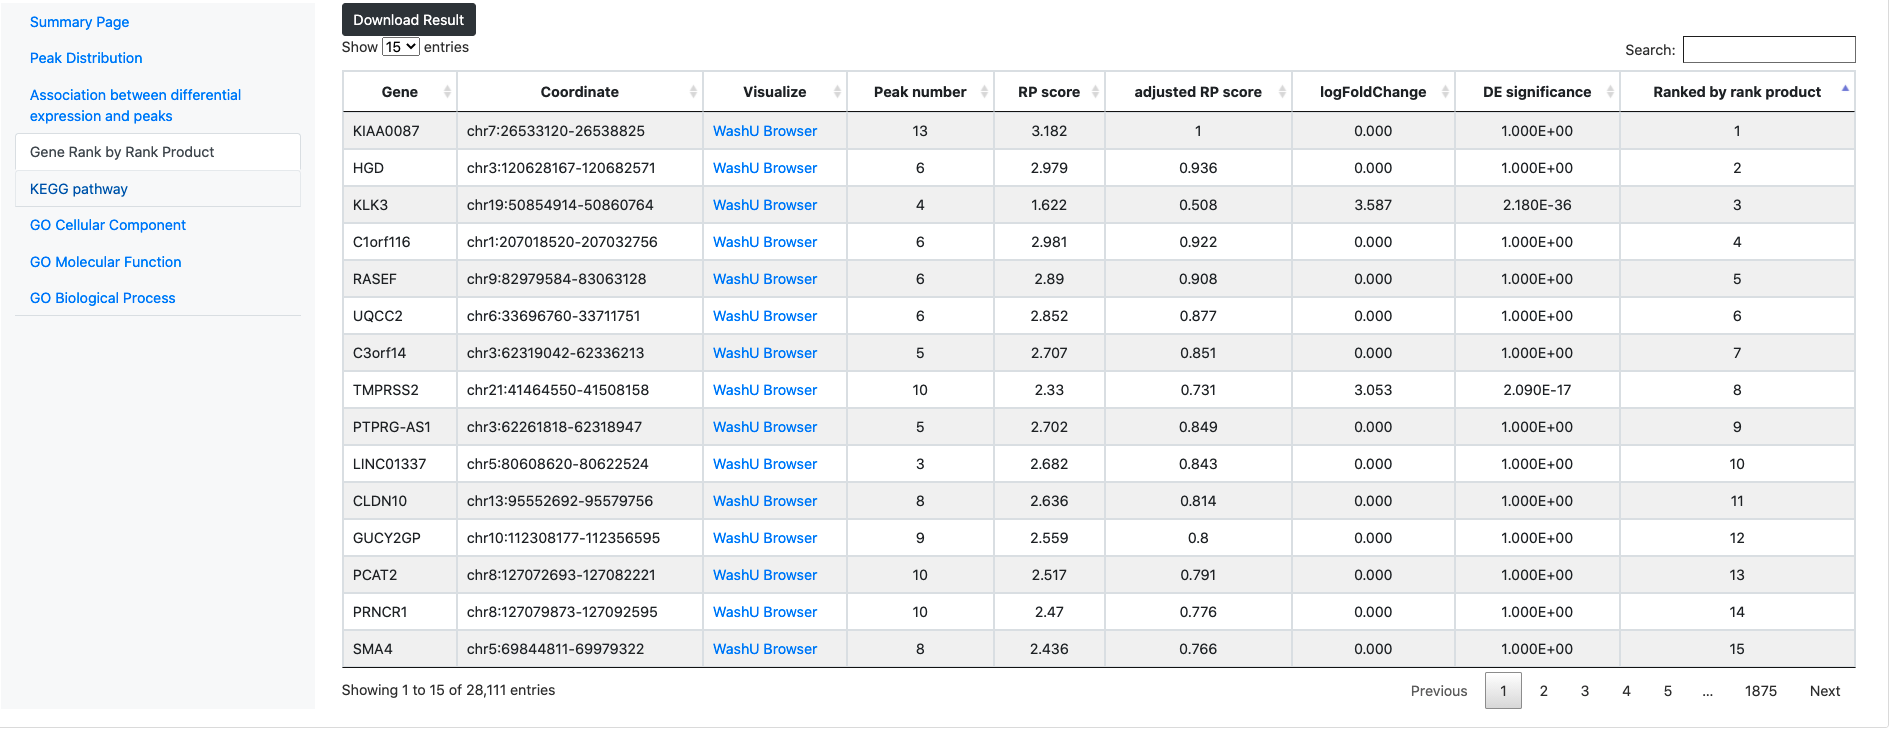 Summary Page
Peak Distribution
Association between differential
expression and peaks
Gene Rank by Rank Product
KEGG pathway
GO Cellular Component
GO Molecular Function
GO Biological Process
Download Result
Show 15 entries
Search:
Gene Coordinate Visualize Peak number RP score adjusted RP score logFoldChange DE significance Ranked by rank product
KIAA0087 chr7:26533120-26538825 WashU Browser 13 3.182 1 0.000 1.000E+00 1
HGD chr3:120628167-120682571 WashU Browser 6 2.979 0.936 0.000 1.000E+00 2
KLK3 chr19:50854914-50860764 WashU Browser 4 1.622 0.508 3.587 2.180E-36 3
C1orf116 chr1:207018520-207032756 WashU Browser 6 2.981 0.922 0.000 1.000E+00 4
RASEF chr9:82979584-83063128 WashU Browser 6 2.89 0.908 0.000 1.000E+00 5
UQCC2 chr6:33696760-33711751 WashU Browser 6 2.852 0.877 0.000 1.000E+00 6
C3orf14 chr3:62319042-62336213 WashU Browser 5 2.707 0.851 0.000 1.000E+00 7
TMPRSS2 chr21:41464550-41508158 WashU Browser 10 2.33 0.731 3.053 2.090E-17 8
PTPRG-AS1 chr3:62261818-62318947 WashU Browser 5 2.702 0.849 0.000 1.000E+00 9
LINC01337 chr5:80608620-80622524 WashU Browser 3 2.682 0.843 0.000 1.000E+00 10
CLDN10 chr13:95552692-95579756 WashU Browser 8 2.636 0.814 0.000 1.000E+00 11
GUCY2GP chr10:112308177-112356595 WashU Browser 9 2.559 0.8 0.000 1.000E+00 12
PCAT2 chr8:127072693-127082221 WashU Browser 10 2.517 0.791 0.000 1.000E+00 13
PRNCR1 chr8:127079873-127092595 WashU Browser 10 2.47 0.776 0.000 1.000E+00 14
SMA4 chr5:69844811-69979322 WashU Browser 8 2.436 0.766 0.000 1.000E+00 15
Showing 1 to 15 of 28,111 entries
Previous 1 2 3 4 5 ... 1875 Next